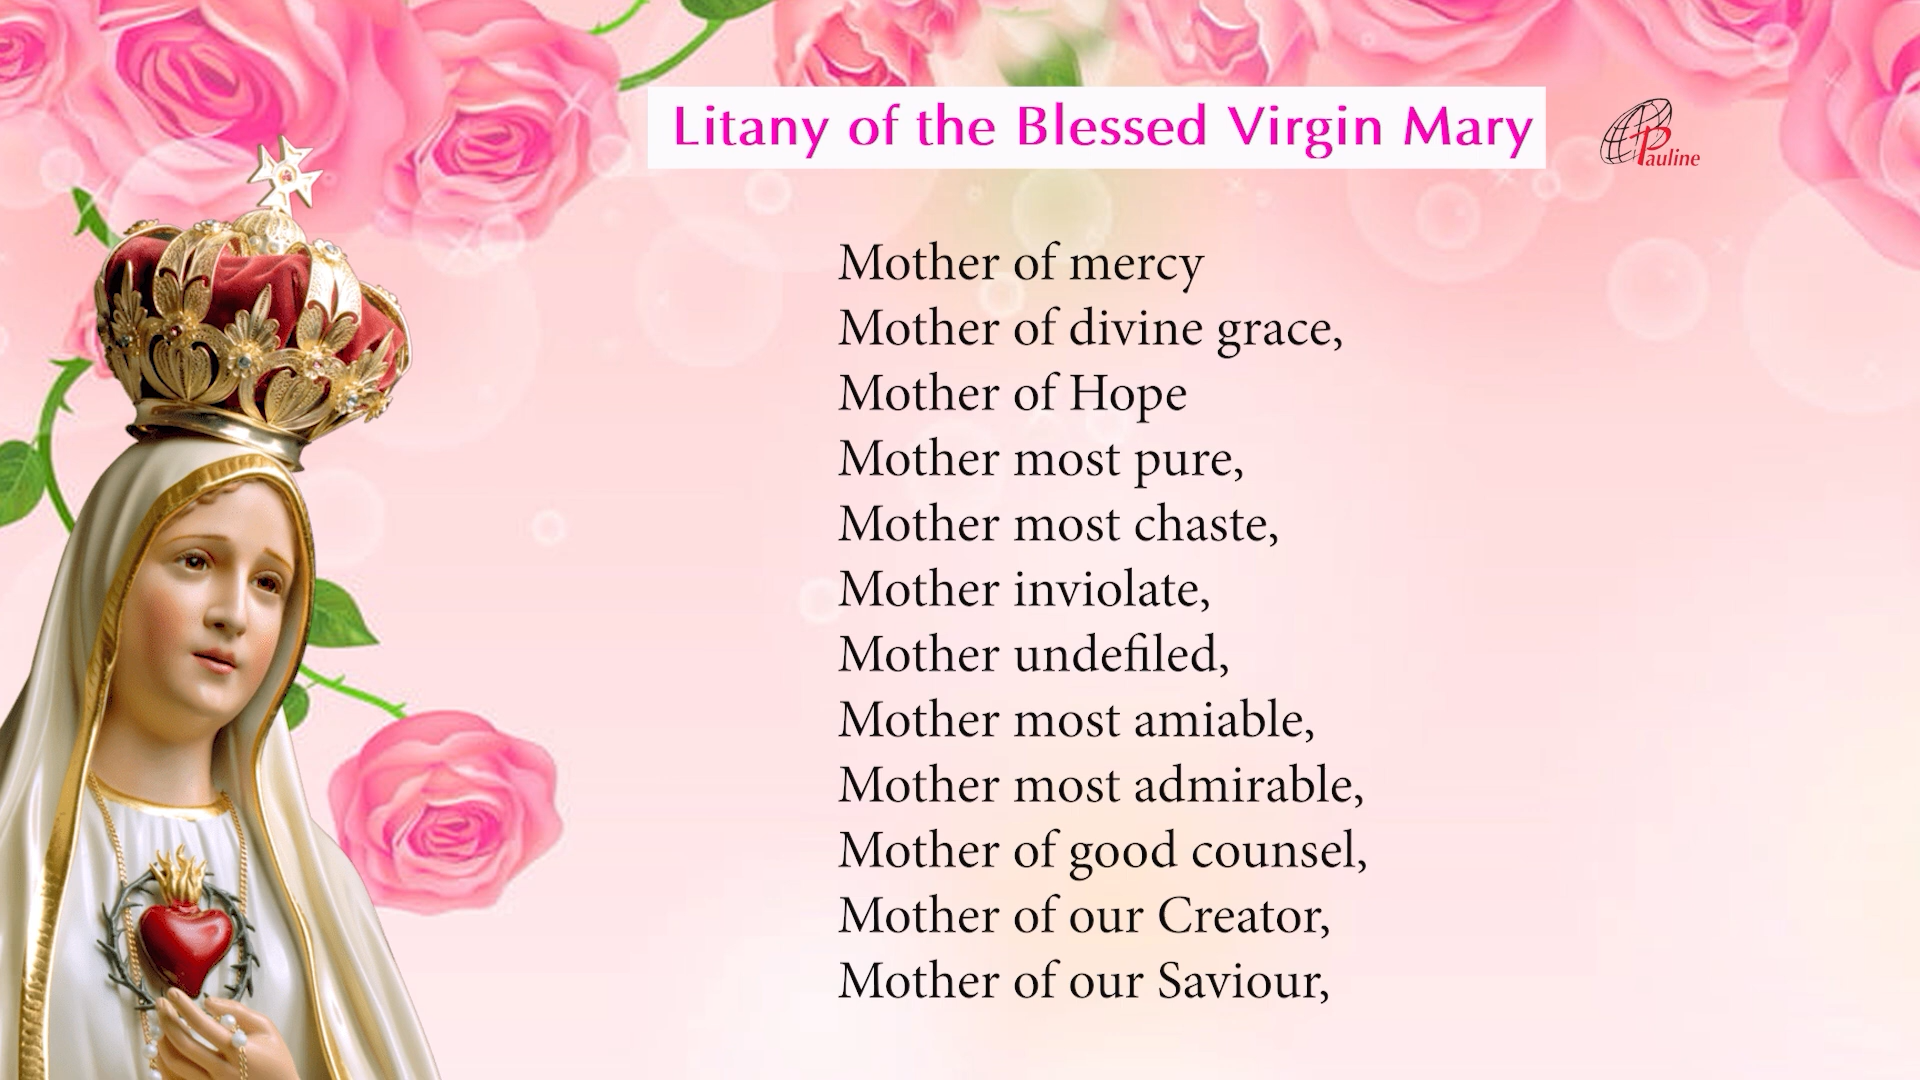 Litany of the Blessed Virgin Mary
Pauline
Mother of mercy
Mother of divine grace,
Mother of Hope
Mother most pure,
Mother most chaste,
Mother inviolate,
Mother undefiled,
Mother most amiable,
Mother most admirable,
Mother of good counsel,
Mother of our Creator,
Mother of our Saviour,